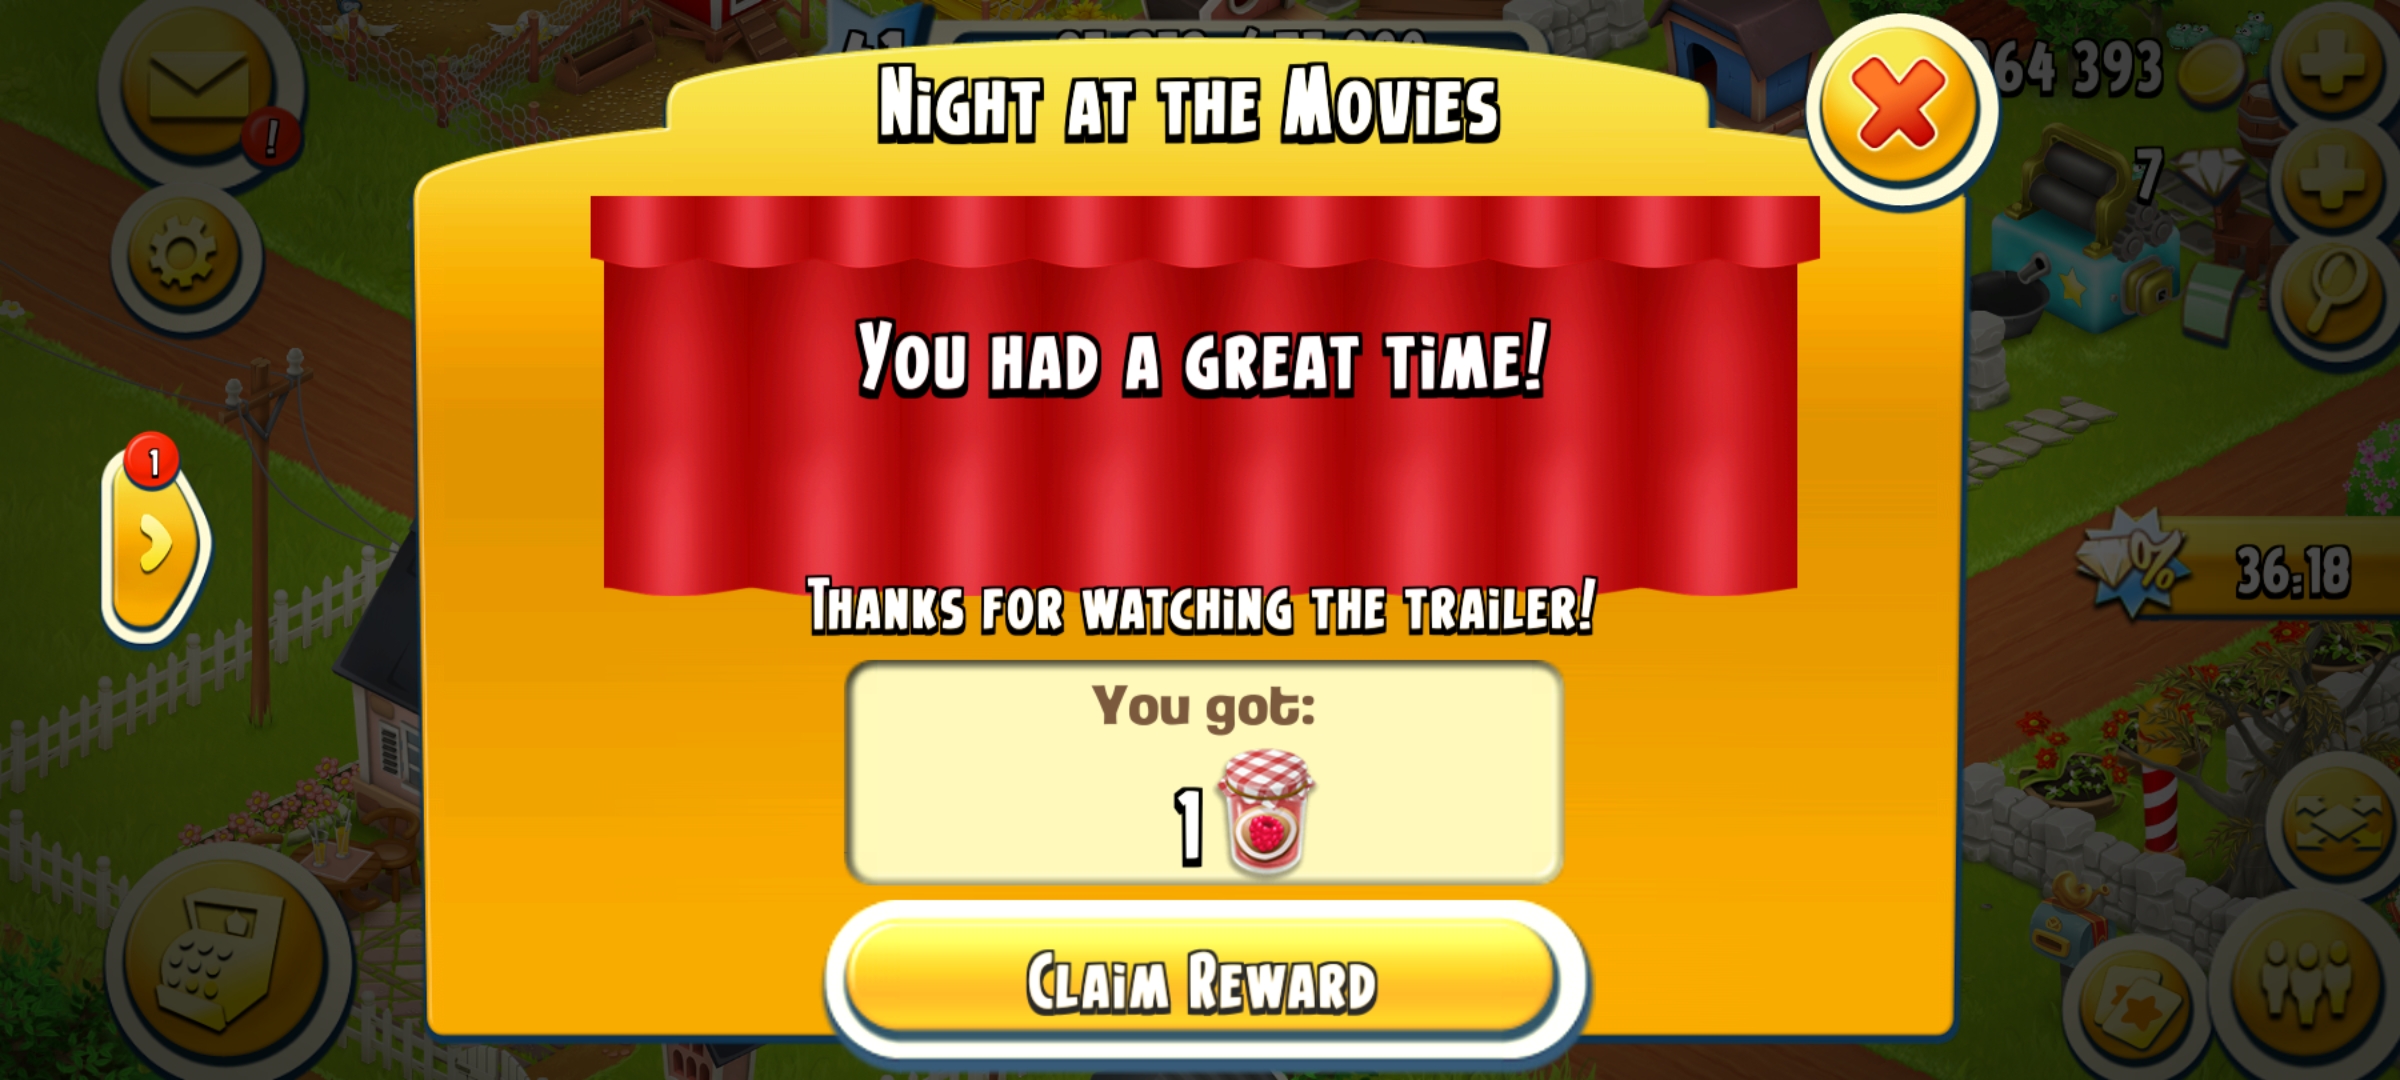 Night at the Movies
64 393
7
You had a great time!
1
36:18
Thanks for watching the trailer!
You got:
1
Claim Reward